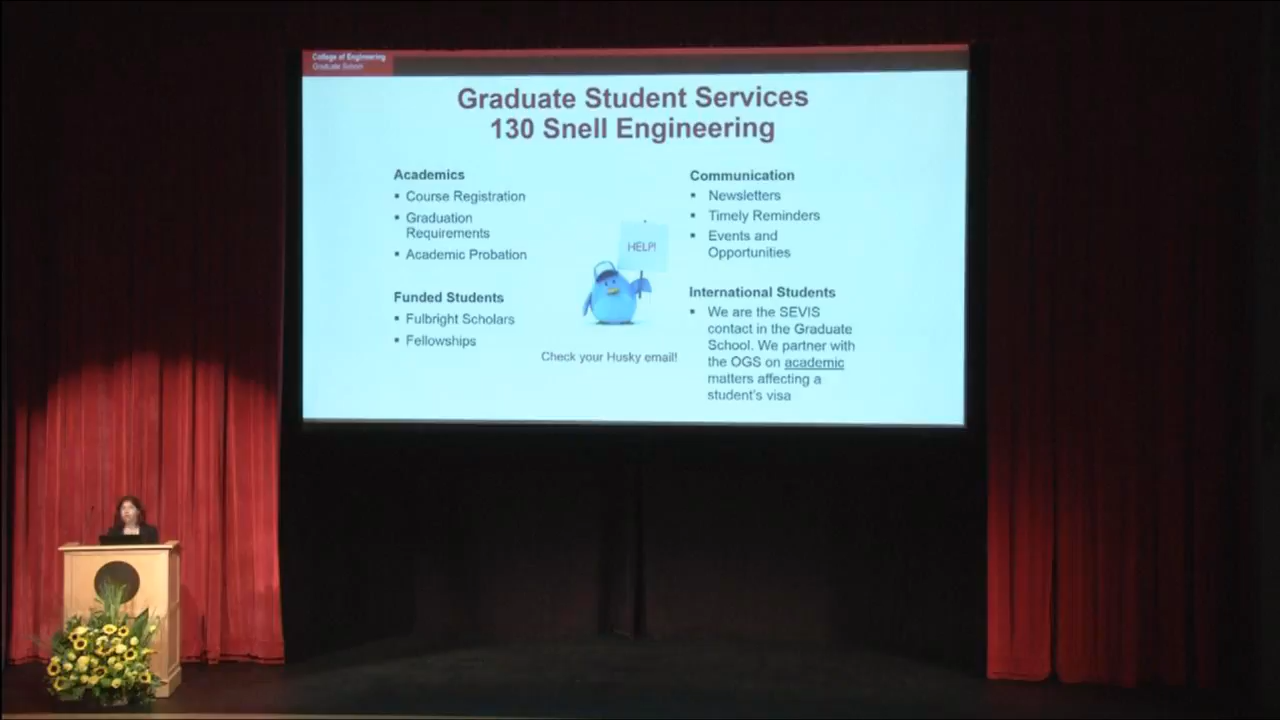 College of Engineering
Graduate School
Graduate Student Services
130 Snell Engineering
Academics
▪ Course Registration
▪ Graduation
Requirements
▪ Academic Probation
Funded Students
▪ Fulbright Scholars
▪ Fellowships
HELP!
Check your Husky email!
Communication
▪ Newsletters
▪ Timely Reminders
▪ Events and
Opportunities
International Students
▪ We are the SEVIS
contact in the Graduate
School. We partner with
the OGS on academic
matters affecting a
student's visa